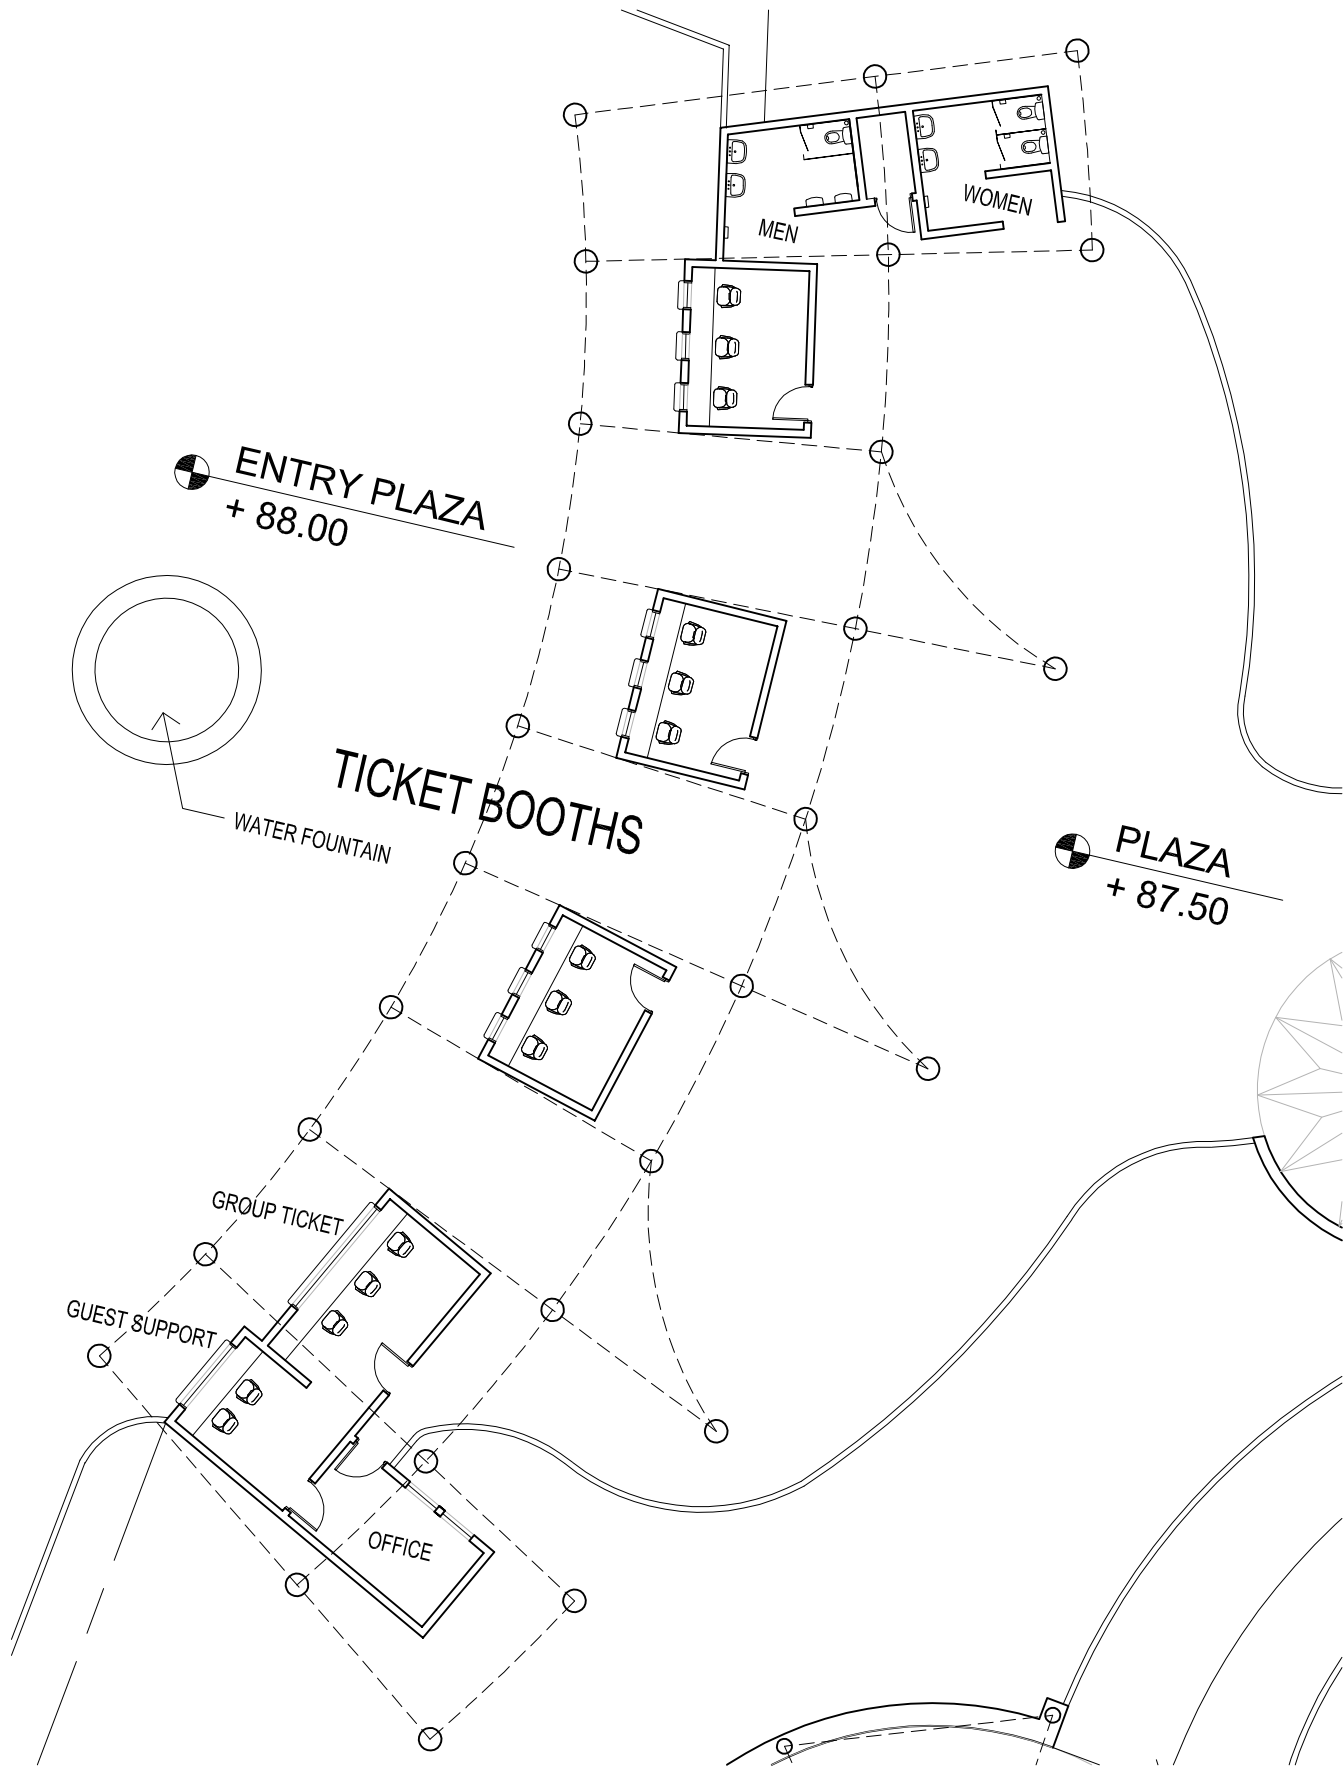 MEN
WOMEN
ENTRY PLAZA
+ 88.00
TICKET BOOTHS
WATER FOUNTAIN
PLAZA
+ 87.50
GROUP TICKET
GUEST SUPPORT
OFFICE